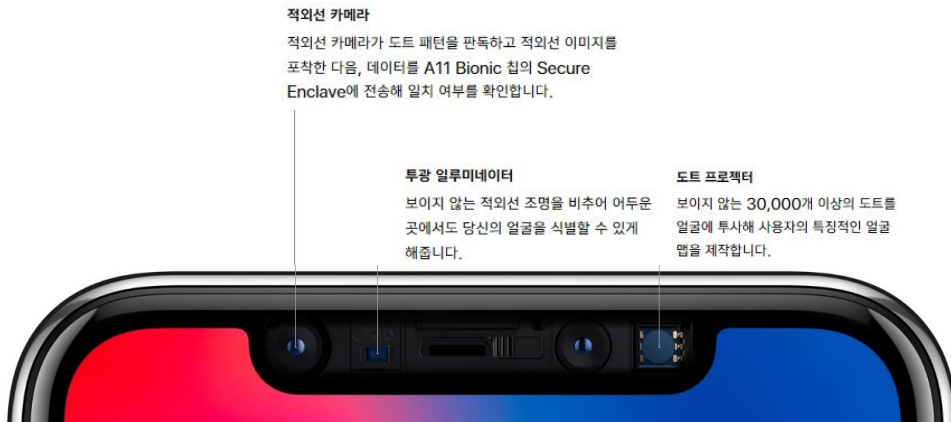 적외선 카메라
적외선 카메라가 도트 패턴을 판독하고 적외선 이미지를
포착한 다음, 데이터를 A11 Bionic 칩의 Secure
Enclave에 전송해 일치 여부를 확인합니다.
투광 일루미네이터
보이지 않는 적외선 조명을 비추어 어두운
곳에서도 당신의 얼굴을 식별할 수 있게
해줍니다.
도트 프로젝터
보이지 않는 30,000개 이상의 도트를
얼굴에 투사해 사용자의 특징적인 얼굴
맵을 제작합니다.